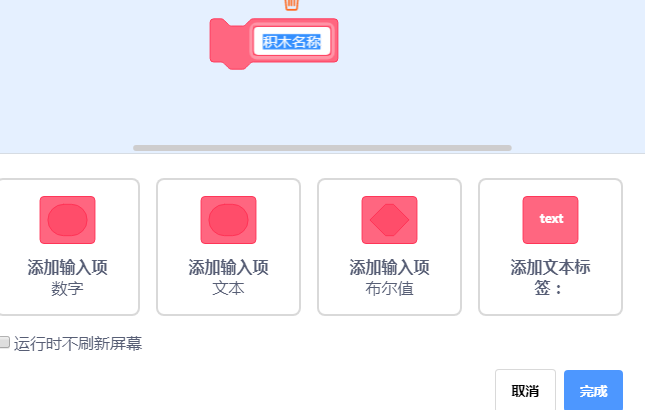 积木名称
添加输入项
数字
添加输入项
文本
添加输入项
布尔值
text
添加文本标
签：
运行时不刷新屏幕
取消
完成